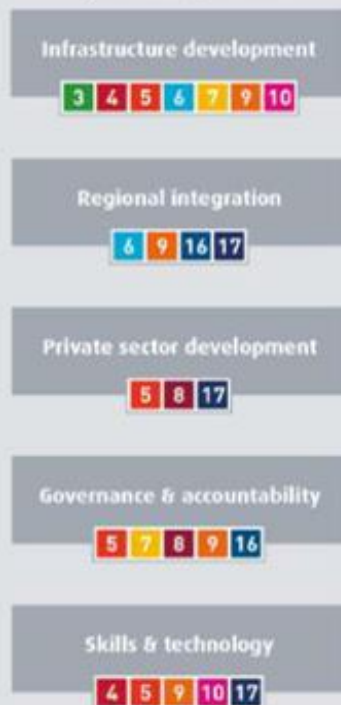 Infrastructure development
3 4 5 6 7 9 10
Regional integration
6 9 16 17
Private sector development
5 8 17
Governance & accountability
5 7 8 9 16
Skills & technology
4 5 9 10 17